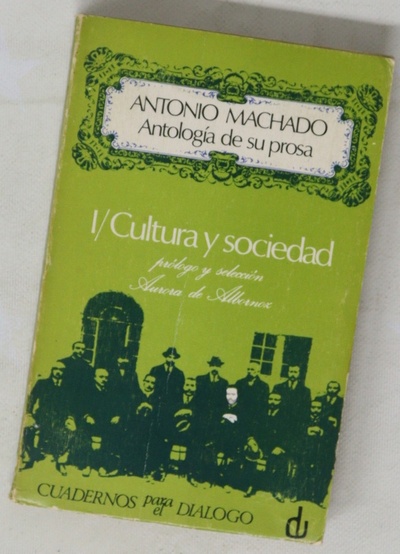 ANTONIO MACHADO
Antología de su prosa
I/Cultura y sociedad
prólogo y selección
Aurora de Albornoz
CUADERNOS para el DIALOGO